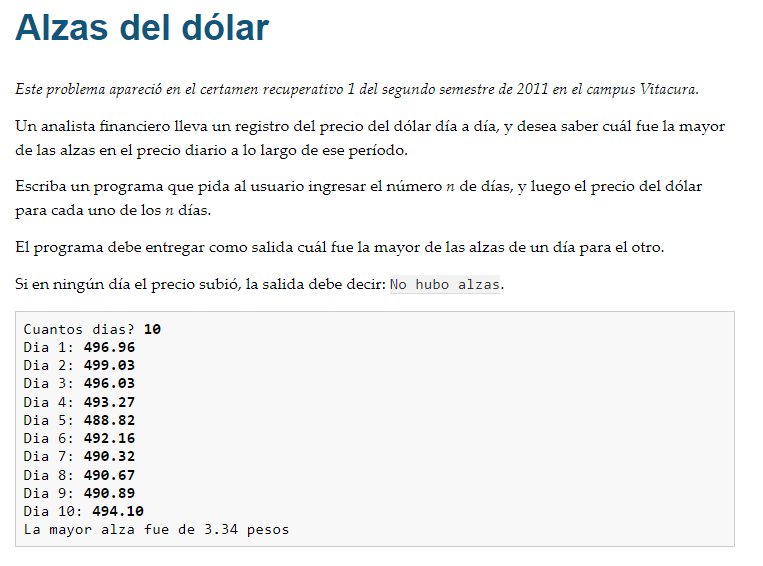 Alzas del dólar
Este problema apareció en el certamen recuperativo 1 del segundo semestre de 2011 en el campus Vitacura.
Un analista financiero lleva un registro del precio del dólar día a día, y desea saber cuál fue la mayor
de las alzas en el precio diario a lo largo de ese período.
Escriba un programa que pida al usuario ingresar el número n de días, y luego el precio del dólar
para cada uno de los n días.
El programa debe entregar como salida cuál fue la mayor de las alzas de un día para el otro.
Si en ningún día el precio subió, la salida debe decir: No hubo alzas.
Cuantos dias? 10
Dia 1: 496.96
Dia 2: 499.03
Dia 3: 496.03
Dia 4: 493.27
Dia 5: 488.82
Dia 6: 492.16
Dia 7: 490.32
Dia 8: 490.67
Dia 9: 490.89
Dia 10: 494.10
La mayor alza fue de 3.34 pesos